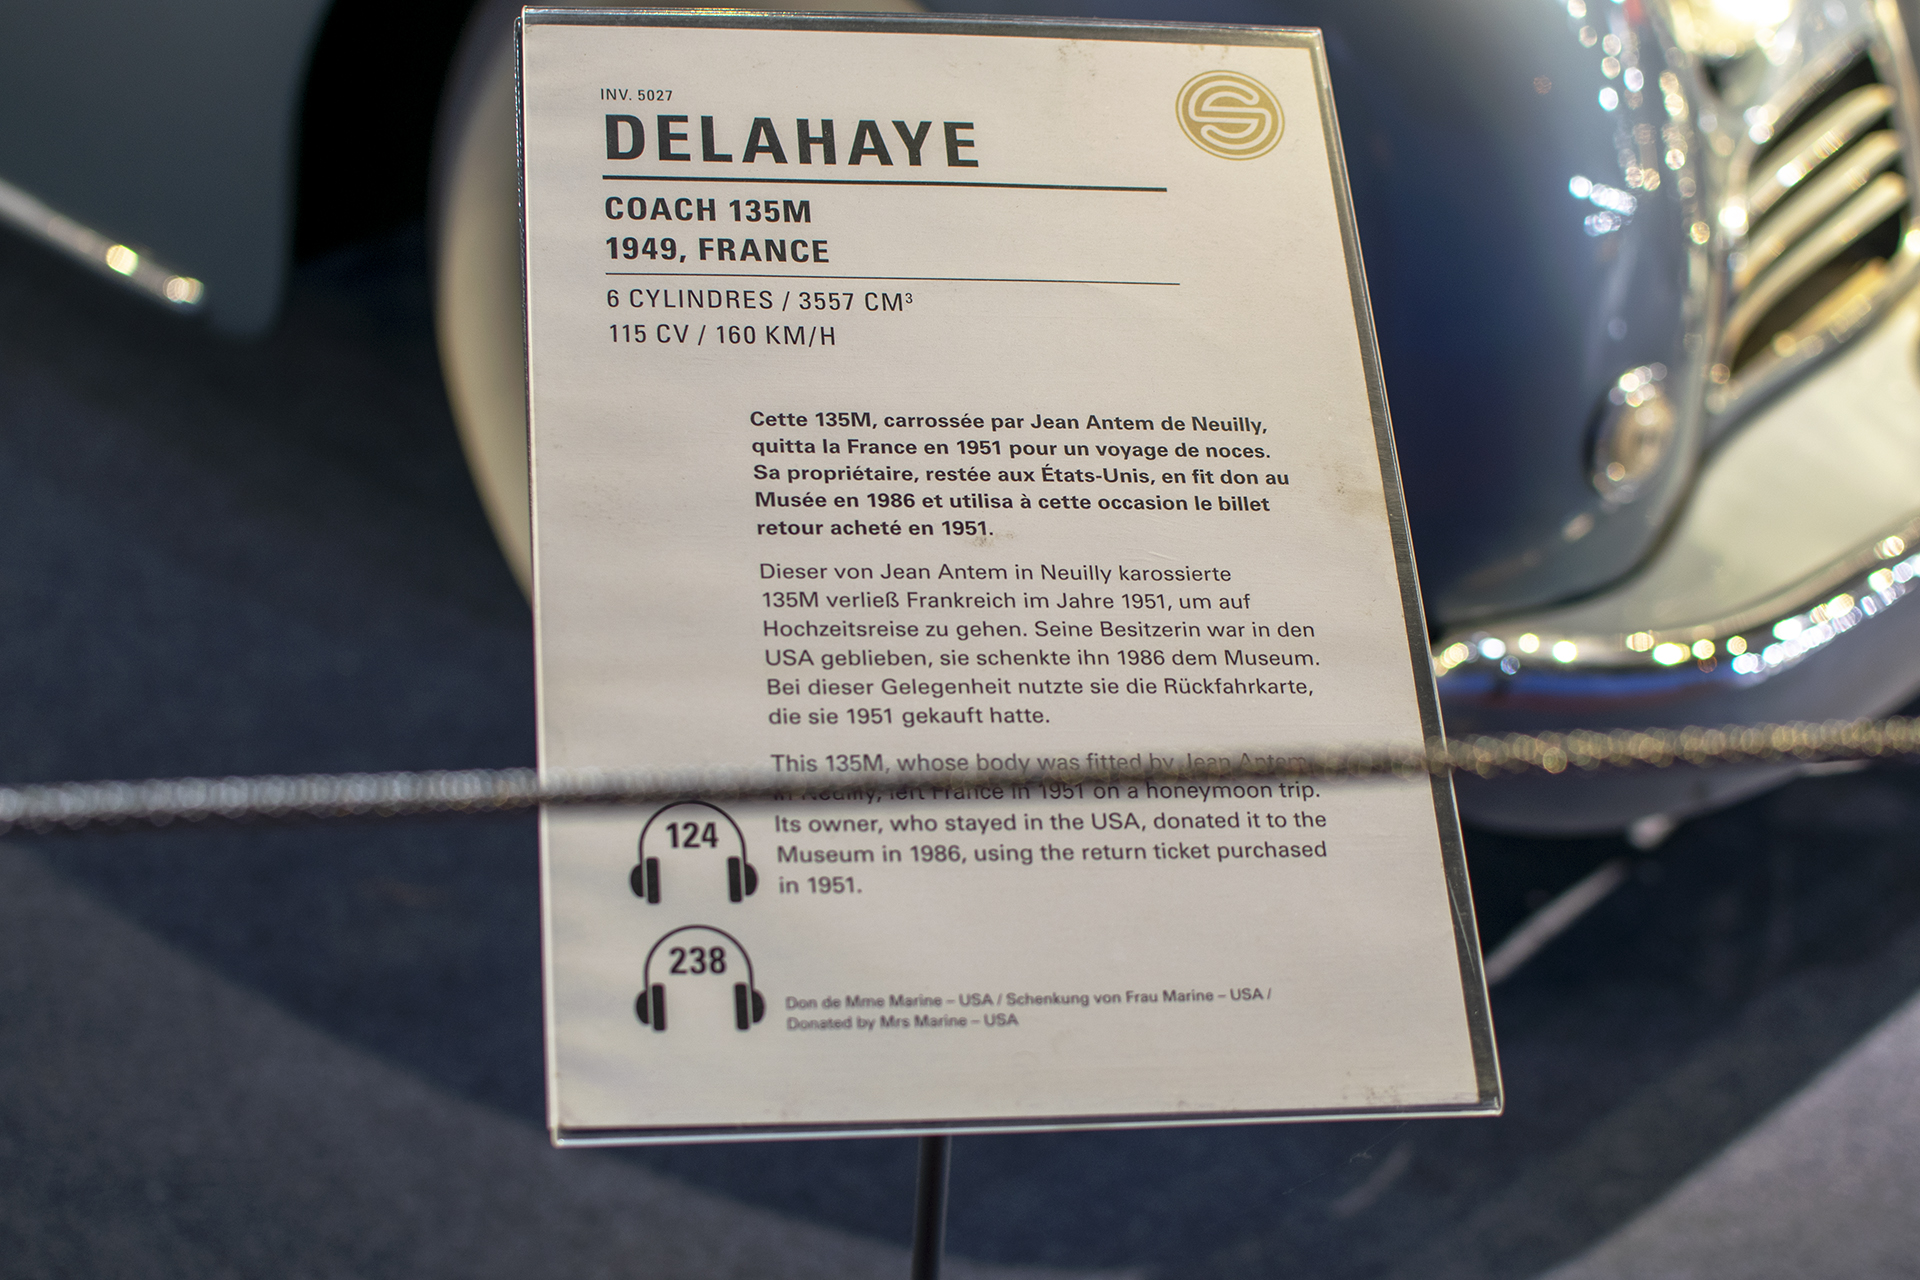 INV. 5027
DELAHAYE
COACH 135M
1949, FRANCE
6 CYLINDRES / 3557 CM³
115 CV / 160 KM/H
Cette 135M, carrossée par Jean Antem de Neuilly,
quitta la France en 1951 pour un voyage de noces.
Sa propriétaire, restée aux États-Unis, en fit don au
Musée en 1986 et utilisa à cette occasion le billet
retour acheté en 1951.
Dieser von Jean Antem in Neuilly karossierte
135M verließ Frankreich im Jahre 1951, um auf
Hochzeitsreise zu gehen. Seine Besitzerin war in den
USA geblieben, sie schenkte ihn 1986 dem Museum.
Bei dieser Gelegenheit nutzte sie die Rückfahrkarte,
die sie 1951 gekauft hatte.
This 135M, whose body was fitted by Jean Antem
in Neuilly, left France in 1951 on a honeymoon trip.
Its owner, who stayed in the USA, donated it to the
Museum in 1986, using the return ticket purchased
in 1951.
124
238
Don de Mme Marine – USA / Schenkung von Frau Marine – USA /
Donated by Mrs Marine – USA